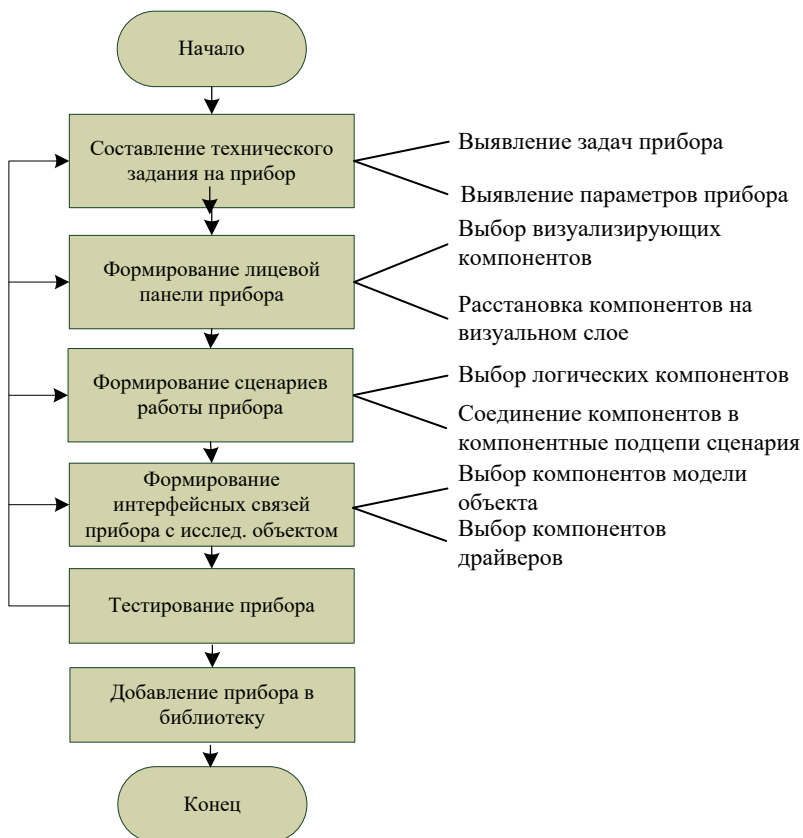 Начало
Составление технического
задания на прибор
Выявление задач прибора
Выявление параметров прибора
Формирование лицевой
панели прибора
Выбор визуализирующих
компонентов
Расстановка компонентов на
визуальном слое
Формирование сценариев
работы прибора
Выбор логических компонентов
Соединение компонентов в
компонентные подцепи сценария
Формирование
интерфейсных связей
прибора с исслед. объектом
Выбор компонентов модели
объекта
Выбор компонентов
драйверов
Тестирование прибора
Добавление прибора в
библиотеку
Конец